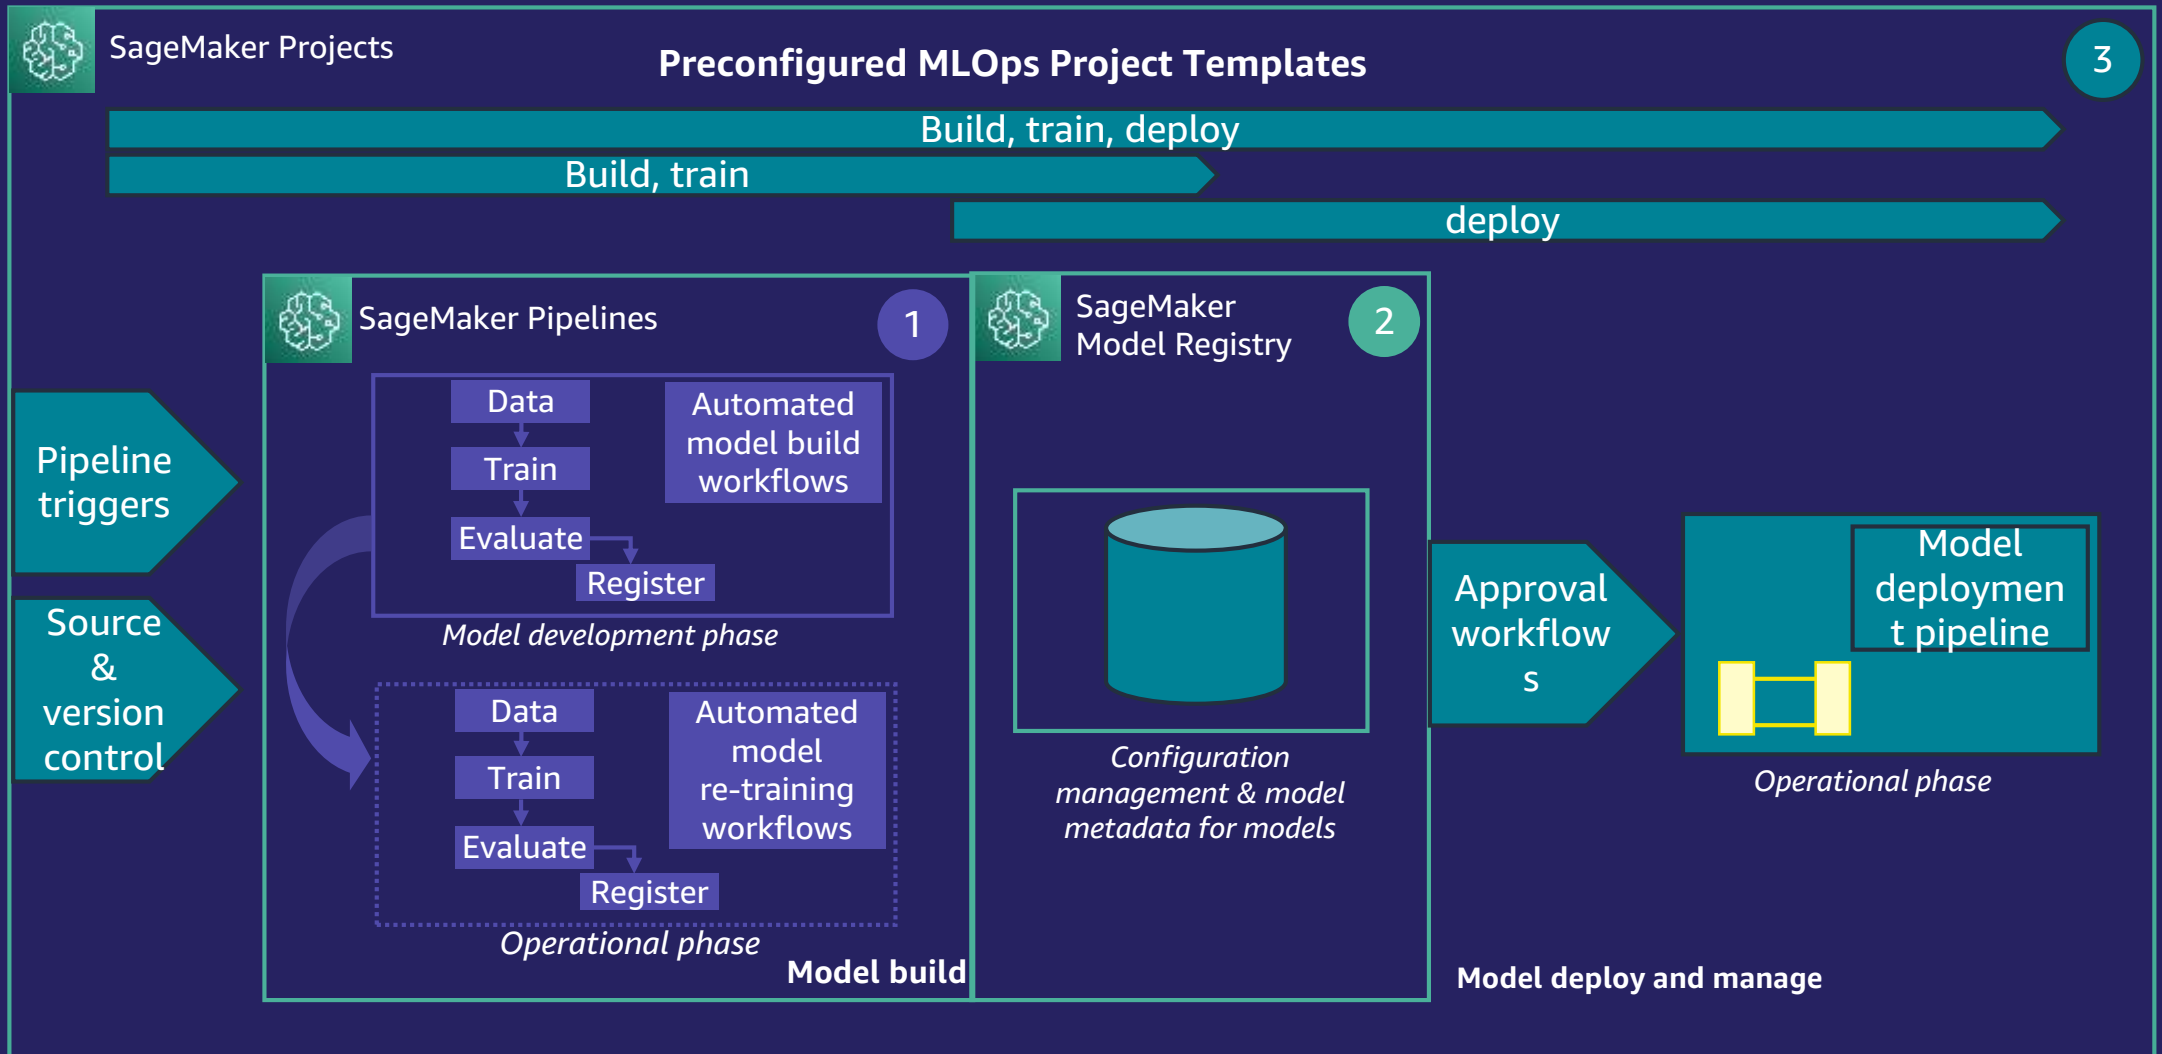 SageMaker Projects
Preconfigured MLOps Project Templates
3
Build, train, deploy
Build, train
deploy
Pipeline
triggers
Source
&
version
control
SageMaker Pipelines
1
Data
Train
Evaluate
Register
Automated
model build
workflows
Model development phase
Data
Train
Evaluate
Register
Automated
model
re-training
workflows
Operational phase
Model build
SageMaker
Model Registry
2
Configuration
management & model
metadata for models
Approval
workflow
s
Model
deploymen
t pipeline
Operational phase
Model deploy and manage